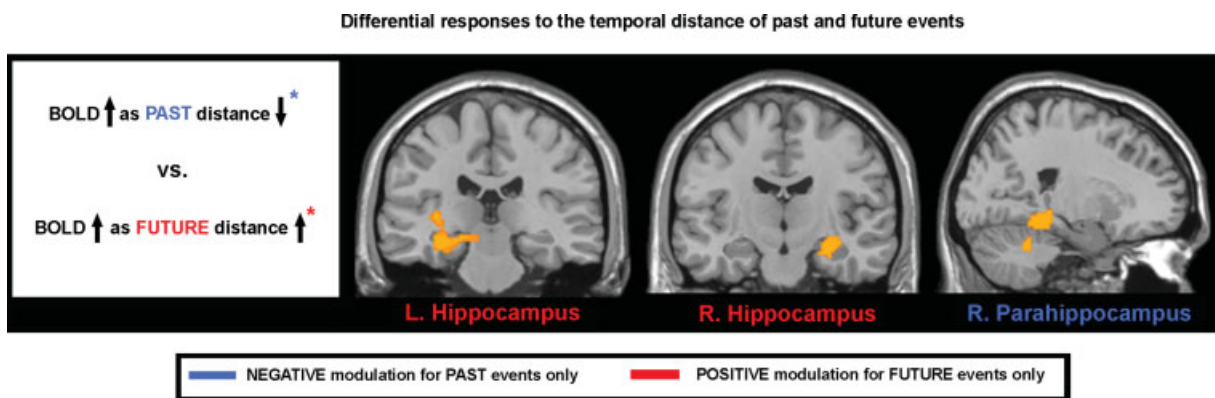 Differential responses to the temporal distance of past and future events
BOLD ↑ as PAST distance ↓ *
vs.
BOLD ↑ as FUTURE distance ↑ *
L. Hippocampus
R. Hippocampus
R. Parahippocampus
NEGATIVE modulation for PAST events only
POSITIVE modulation for FUTURE events only